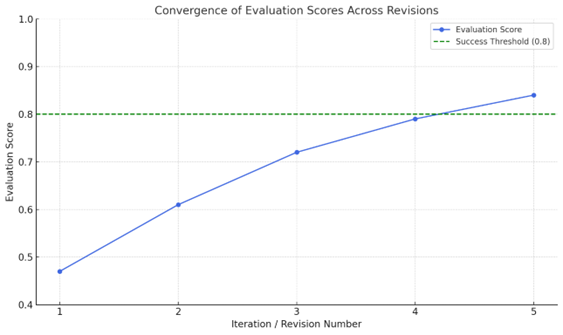 Convergence of Evaluation Scores Across Revisions
Evaluation Score
Success Threshold (0.8)
1.0
0.9
0.8
0.7
0.6
0.5
0.4
Evaluation Score
1 2 3 4 5
Iteration / Revision Number